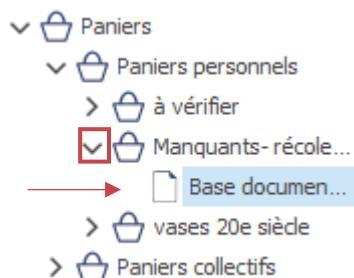 Paniers
Paniers personnels
à vérifier
Manquants- récole...
Base documen...
vases 20e siècle
Paniers collectifs